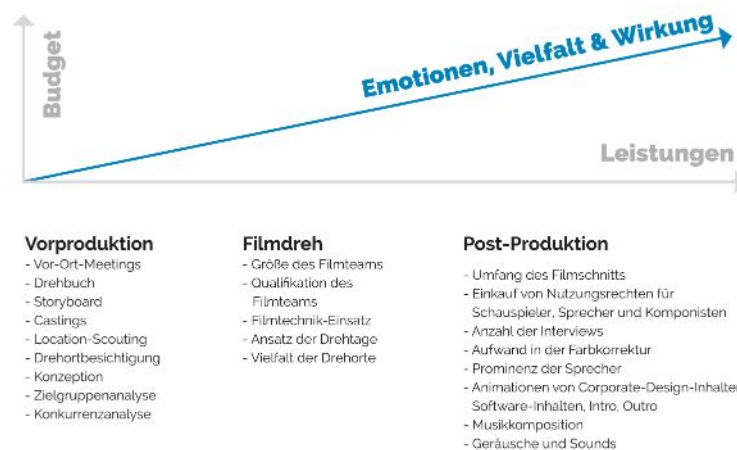 Budget
Emotionen, Vielfalt & Wirkung
Leistungen
Vorproduktion
- Vor-Ort-Meetings
- Drehbuch
- Storyboard
- Castings
- Location-Scouting
- Drehortbesichtigung
- Konzeption
- Zielgruppenanalyse
- Konkurrenzanalyse
Filmdreh
- Größe des Filmteams
- Qualifikation des
Filmteams
- Filmtechnik-Einsatz
- Ansatz der Drehtage
- Vielfalt der Drehorte
Post-Produktion
- Umfang des Filmschnitts
- Einkauf von Nutzungsrechten für
Schauspieler, Sprecher und Komponisten
- Anzahl der Interviews
- Aufwand in der Farbkorrektur
- Prominenz der Sprecher
- Animationen von Corporate-Design-Inhalten
Software-Inhalten, Intro, Outro
- Musikkomposition
- Geräusche und Sounds